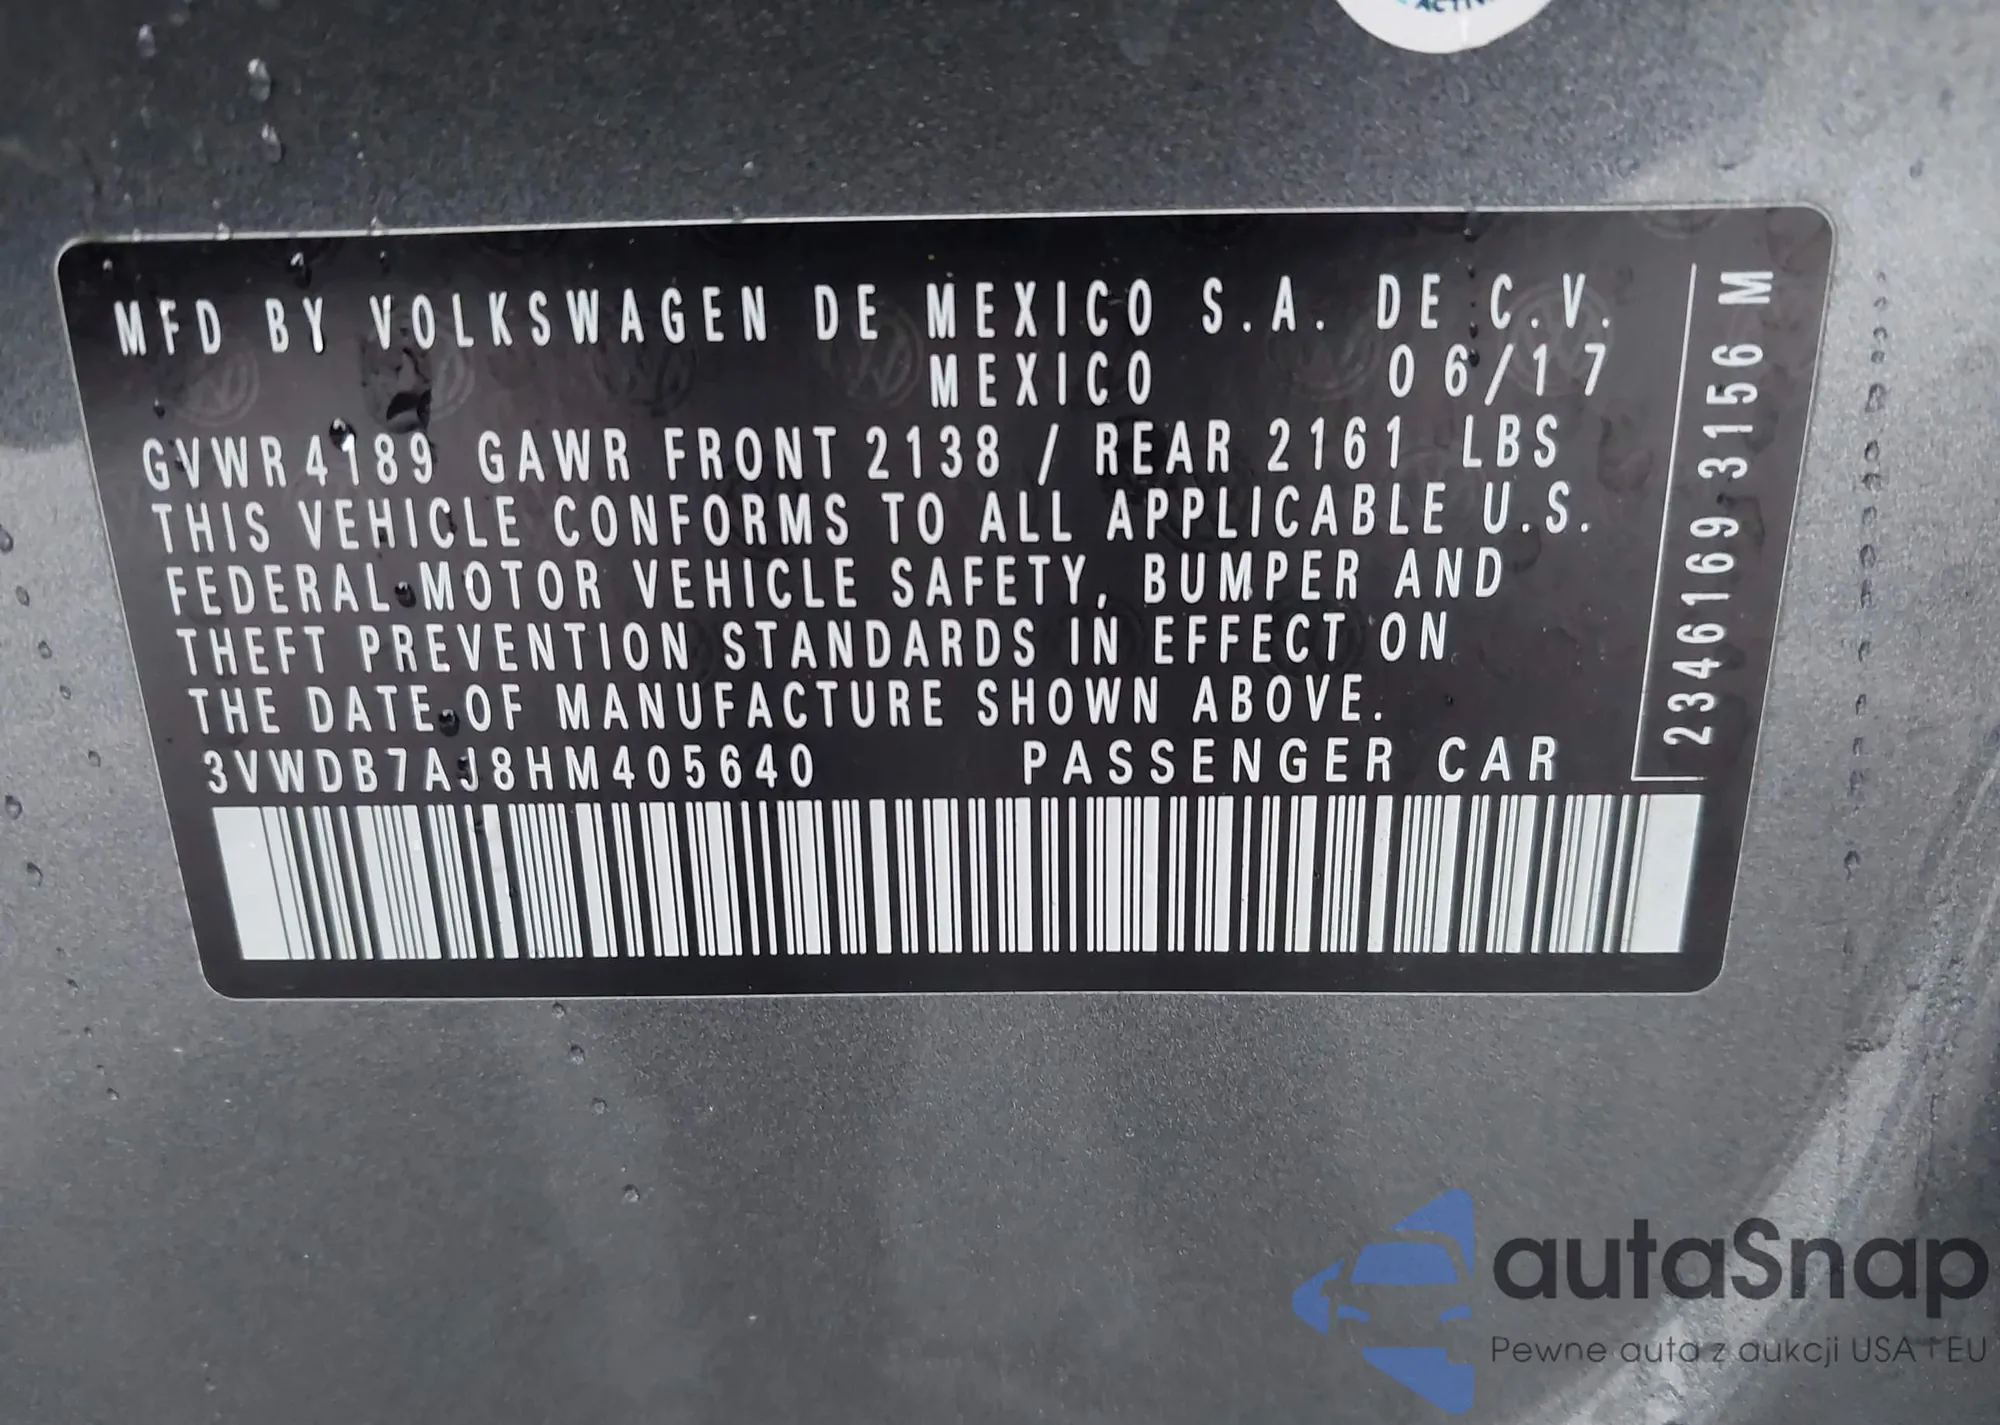 ACTIV
MFD BY VOLKSWAGEN DE MEXICO S.A. DE C.V.
MEXICO 06/17
GVWR 4189 GAWR FRONT 2138 / REAR 2161 LBS
THIS VEHICLE CONFORMS TO ALL APPLICABLE U.S.
FEDERAL MOTOR VEHICLE SAFETY, BUMPER AND
THEFT PREVENTION STANDARDS IN EFFECT ON
THE DATE OF MANUFACTURE SHOWN ABOVE.
3VWDB7AJ8HM405640 PASSENGER CAR
2346169 3156 M
autaSnap
Pewne auta z aukcji USA i EU